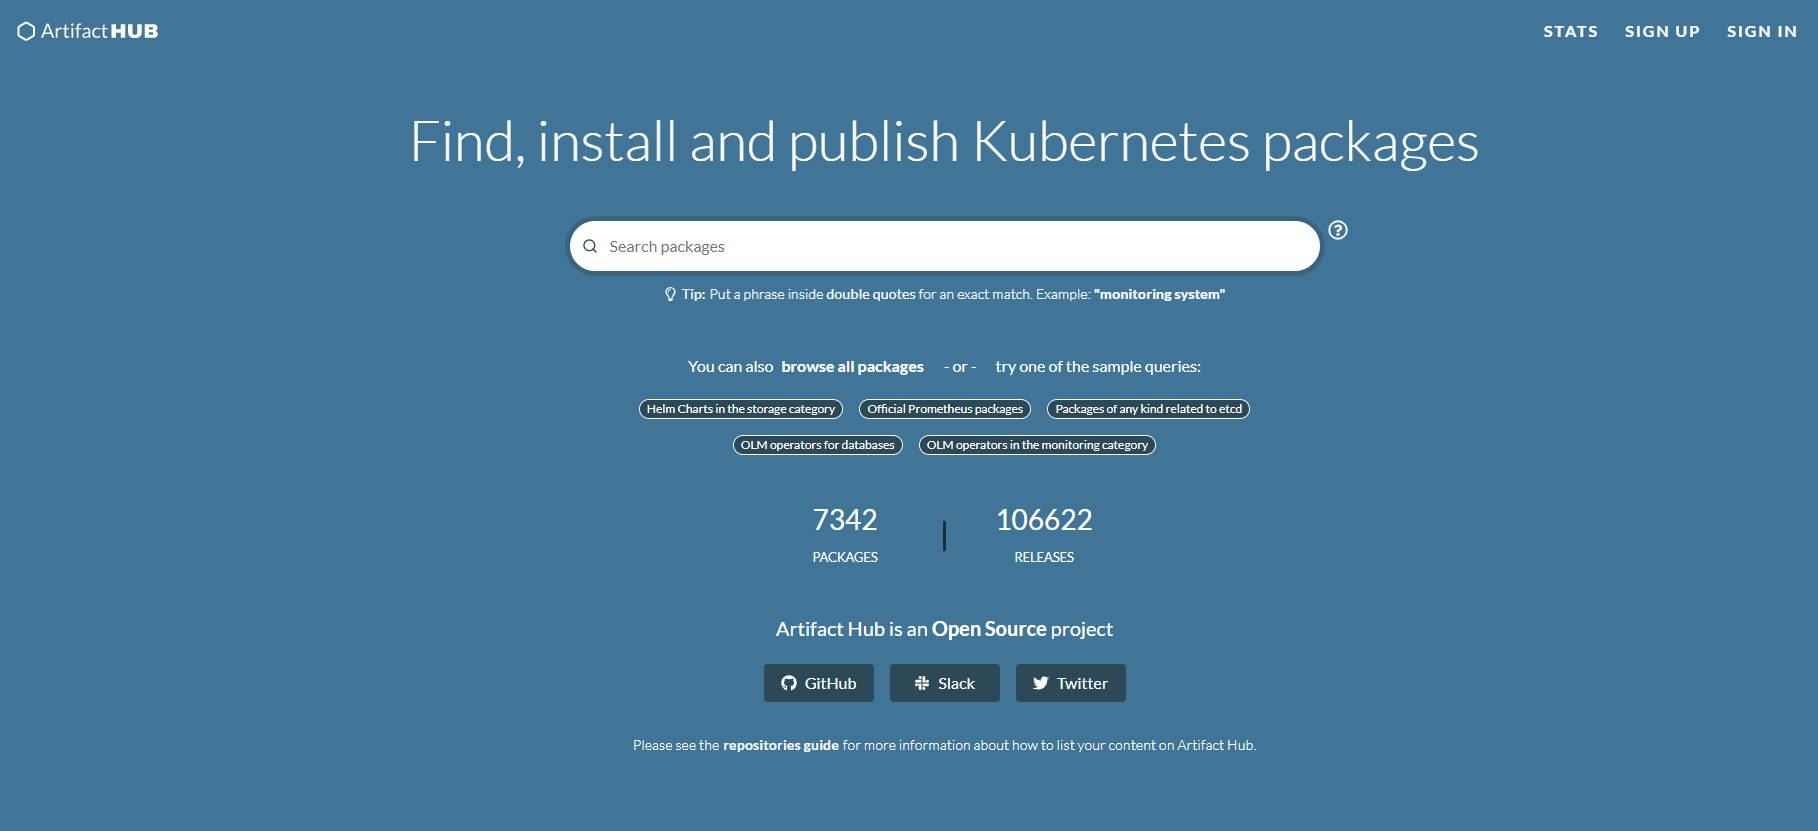 ArtifactHUB
STATS SIGN UP SIGN IN
Find, install and publish Kubernetes packages
Search packages
?
Tip: Put a phrase inside double quotes for an exact match. Example: "monitoring system"
You can also browse all packages - or - try one of the sample queries:
Helm Charts in the storage category Official Prometheus packages Packages of any kind related to etcd
OLM operators for databases OLM operators in the monitoring category
7342 106622
PACKAGES RELEASES
Artifact Hub is an Open Source project
GitHub Slack Twitter
Please see the repositories guide for more information about how to list your content on Artifact Hub.